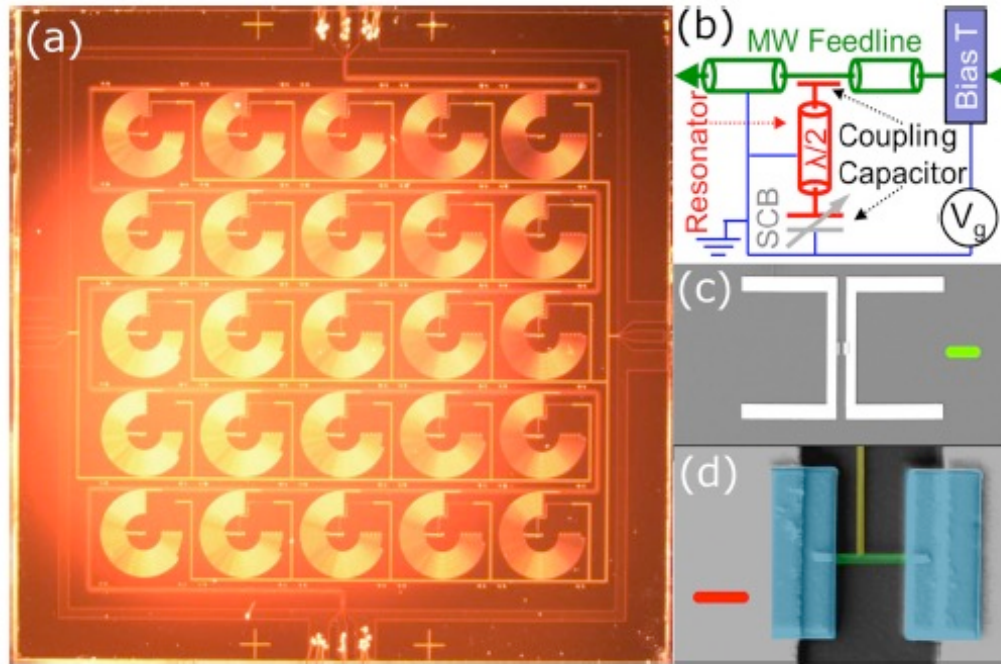 (a)
(b)
MW Feedline
Bias T
Resonator
λ/2
Coupling
Capacitor
SCB
V_g
(c)
(d)